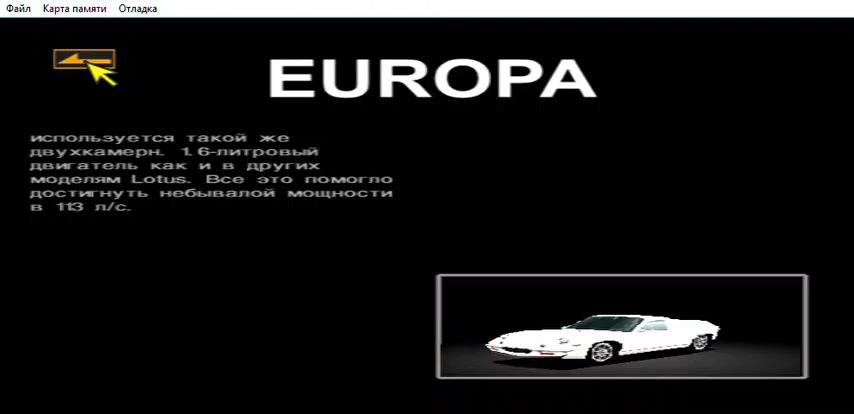 Файл Карта памяти Отладка
EUROPA
используется такой же
двухкамерн. 1.6-литровый
двигатель как и в других
моделям Lotus. Все это помогло
достигнуть небывалой мощности
в 113 л/с.